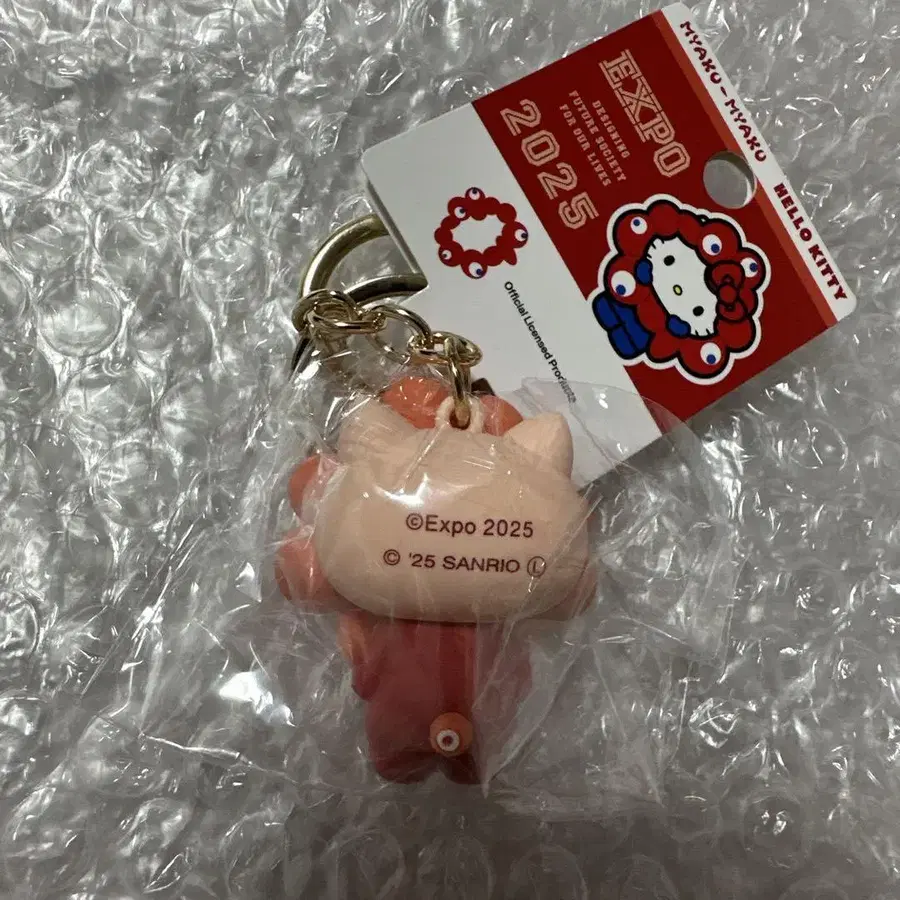 MYAKU-MYAKU HELLO KITTY
EXPO
DESIGNING
FUTURE SOCIETY
FOR OUR LIVES
2025
Official Licensed Products
©Expo 2025
© '25 SANRIO Ⓛ